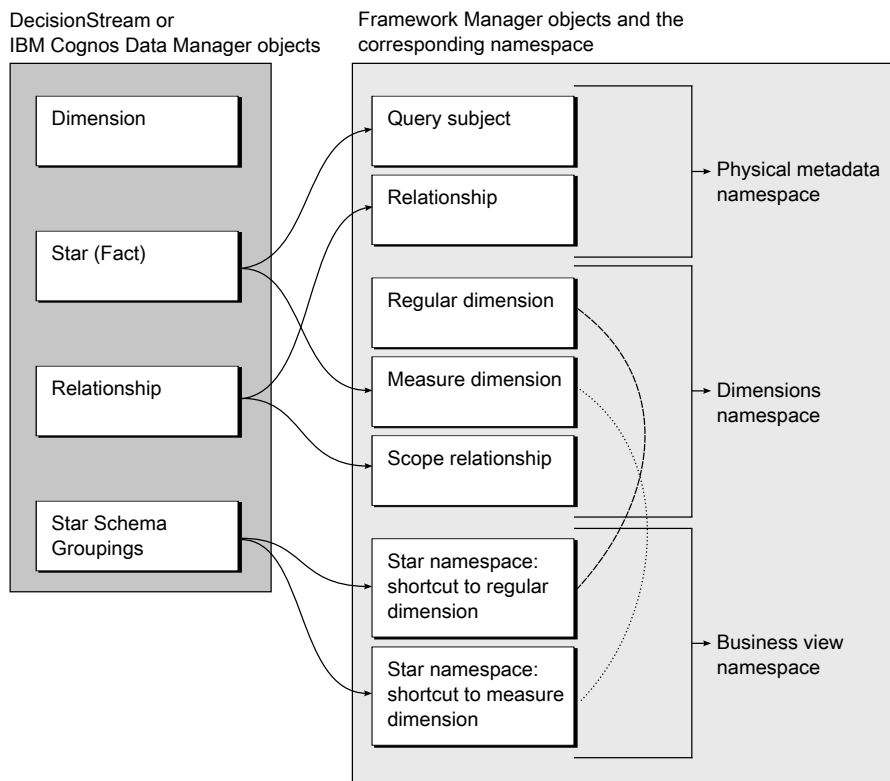 DecisionStream or
IBM Cognos Data Manager objects
Dimension
Star (Fact)
Relationship
Star Schema
Groupings
Framework Manager objects and the
corresponding namespace
Query subject
Relationship
Regular dimension
Measure dimension
Scope relationship
Star namespace:
shortcut to regular
dimension
Star namespace:
shortcut to measure
dimension
Physical metadata
namespace
Dimensions
namespace
Business view
namespace